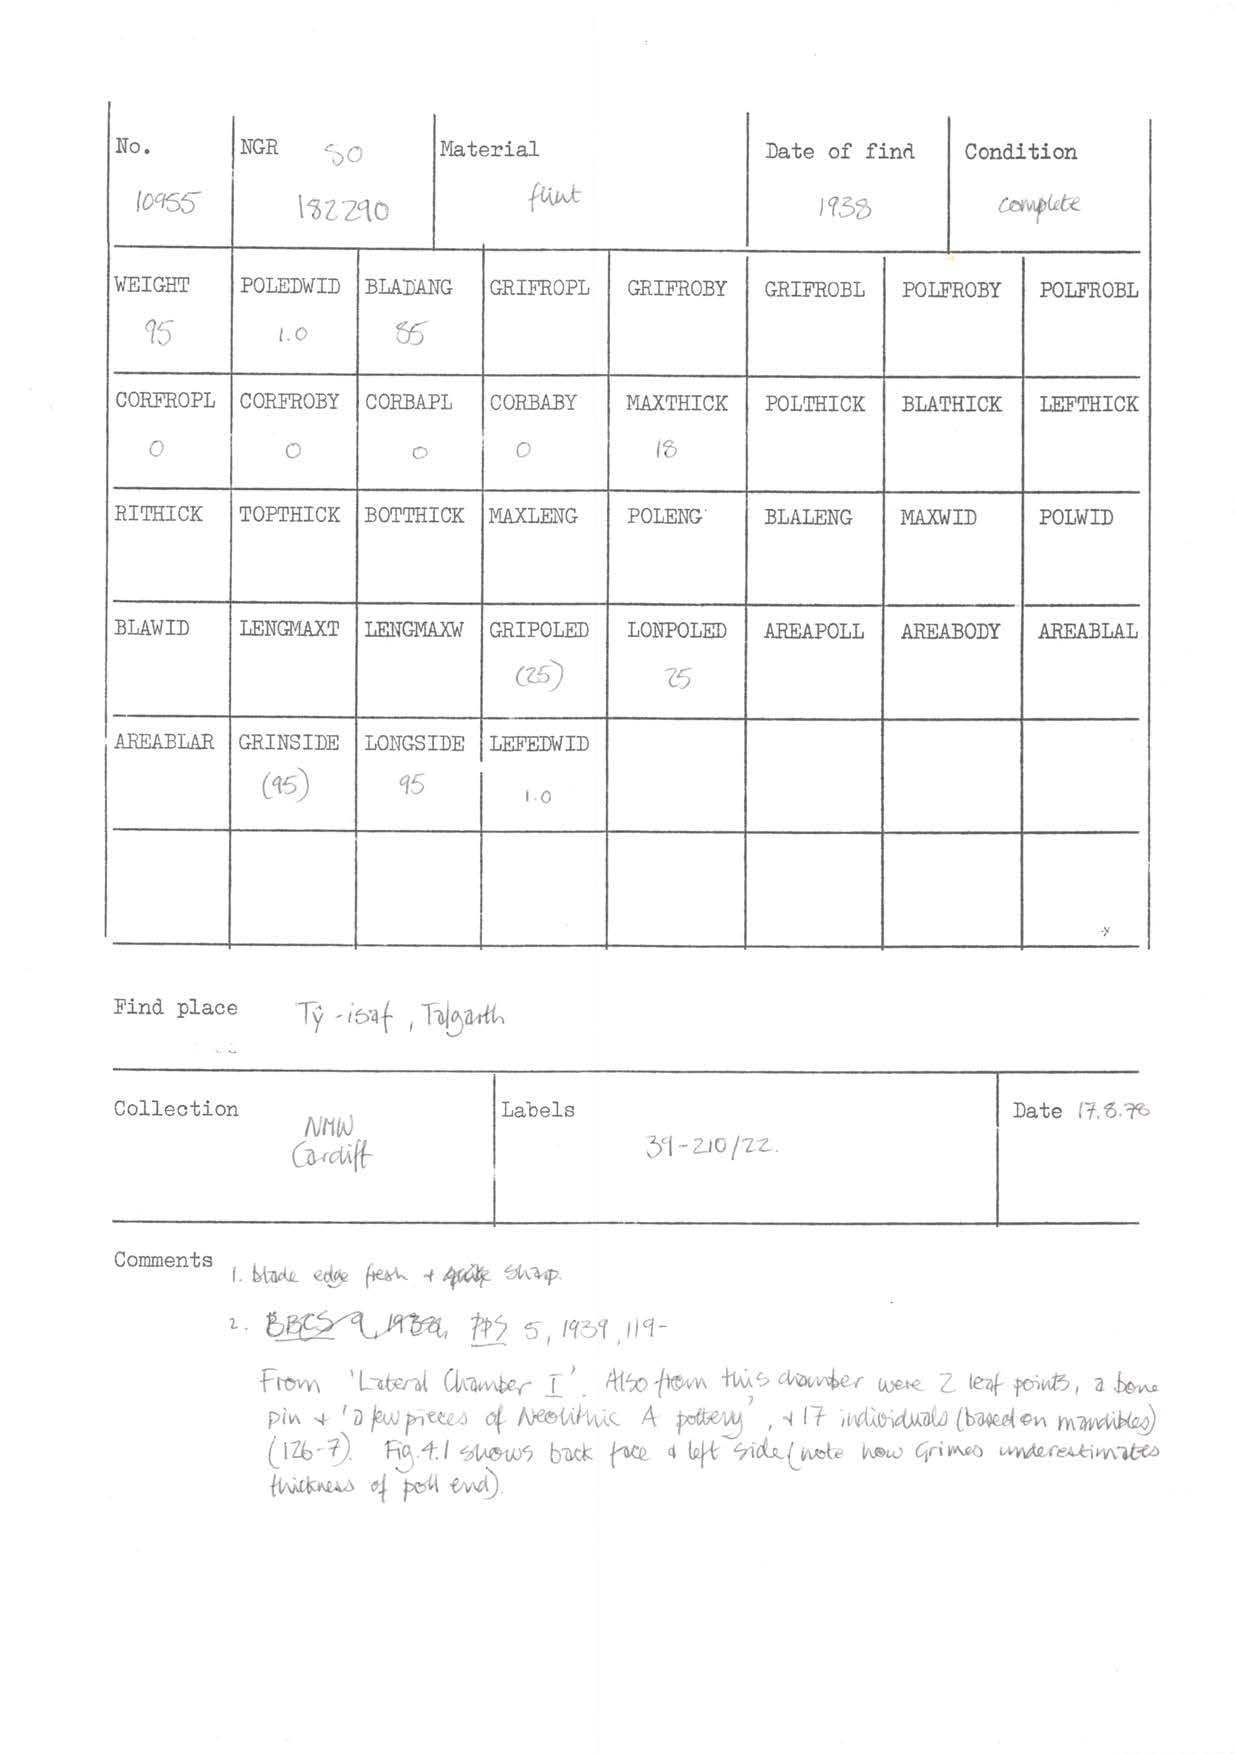 No. NGR SO Material Date of find Condition
10955 182290 flint 1938 complete
WEIGHT POLEDWID BLADANG GRIFROPL GRIFROBY GRIFROBL POLFROBY POLFROBL
95 1.0 85
CORFROPL CORFROBY CORBAPL CORBABY MAXTHICK POLTHICK BLATHICK LEFTHICK
0 0 0 0 18
RITHICK TOPTHICK BOTTHICK MAXLENG POLENG BLALENG MAXWID POLWID
BLAWID LENGMAXT LENGMAXW GRIPOLED LONPOLED AREAPOLL AREABODY AREABLAL
(25) 25
AREABLAR GRINSIDE LONGSIDE LEFEDWID
(95) 95 1.0
Find place Tŷ-isaf, Talgarth
Collection Labels Date 17.8.78
NMW
Cardiff 39-210/22.
Comments 1. blade edge fresh + quite sharp.
2. BBCS 9, PPS 5, 1939, 119-
From 'Lateral Chamber I'. Also from this chamber were 2 leaf points, a bone
pin + 'a few pieces of Neolithic A pottery', + 17 individuals (based on mandibles)
(126-7). Fig.4.1 shows back face & left side (note how Grimes underestimates
thickness of poll end).